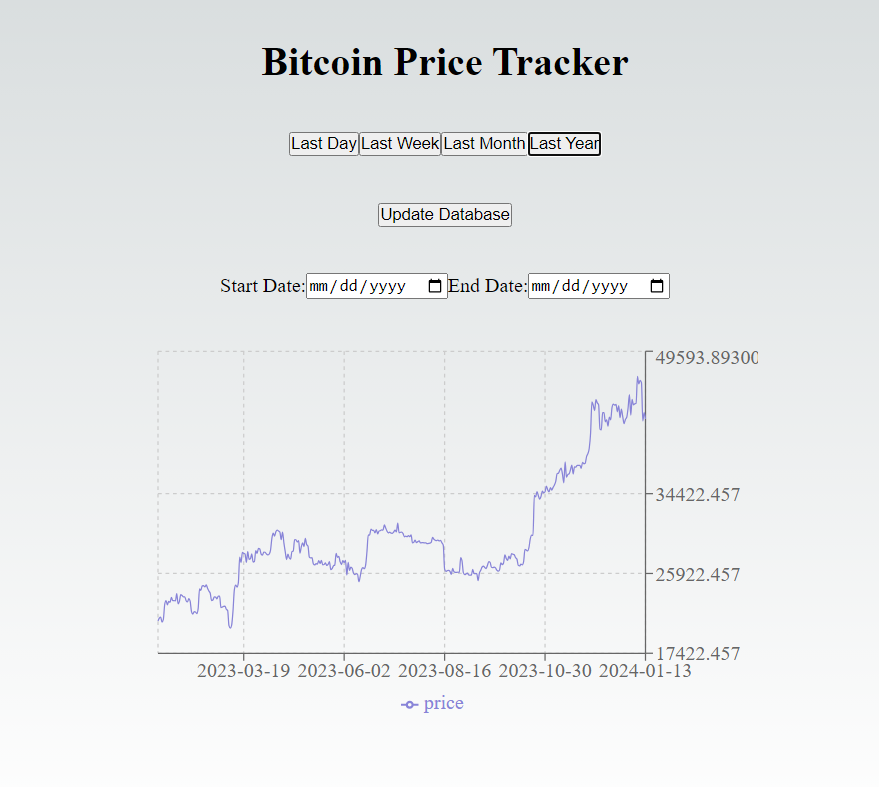 Bitcoin Price Tracker
Last Day Last Week Last Month Last Year
Update Database
Start Date: mm/dd/yyyy End Date: mm/dd/yyyy
49593.89300
34422.457
25922.457
17422.457
2023-03-19 2023-06-02 2023-08-16 2023-10-30 2024-01-13
price